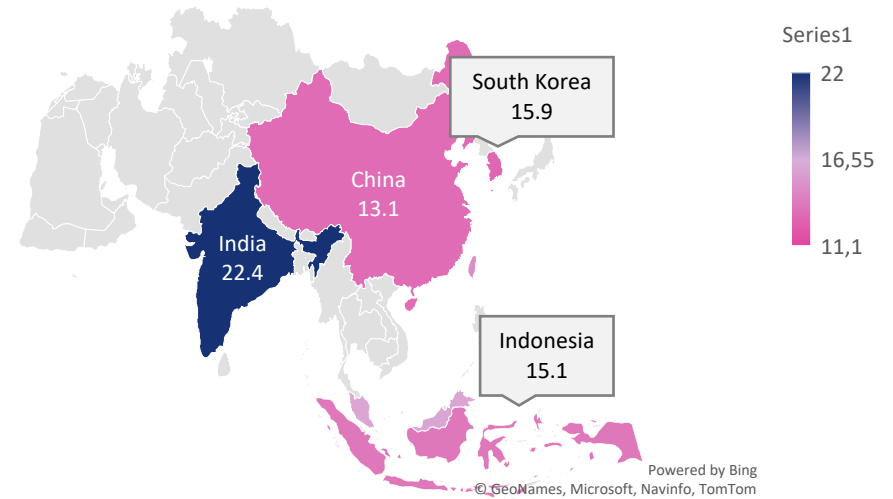 Series1
22
16,55
11,1
South Korea
15.9
China
13.1
India
22.4
Indonesia
15.1
Powered by Bing
© GeoNames, Microsoft, Navinfo, TomTom